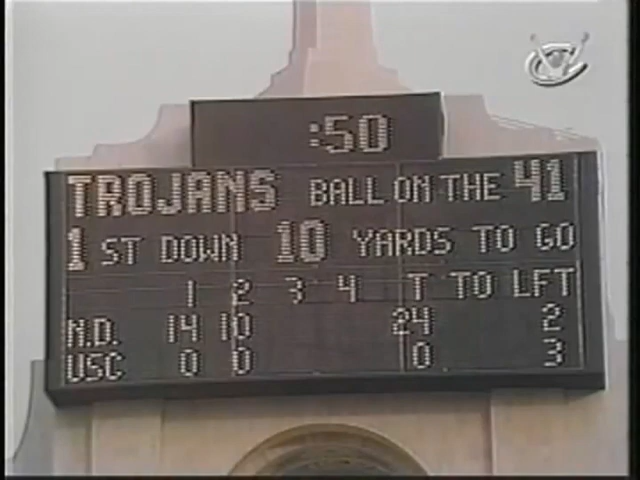 :50
TROJANS BALL ON THE 41
1 ST DOWN 10 YARDS TO GO
1 2 3 4 T TO LFT
N.D. 14 10 24 2
USC 0 0 0 3